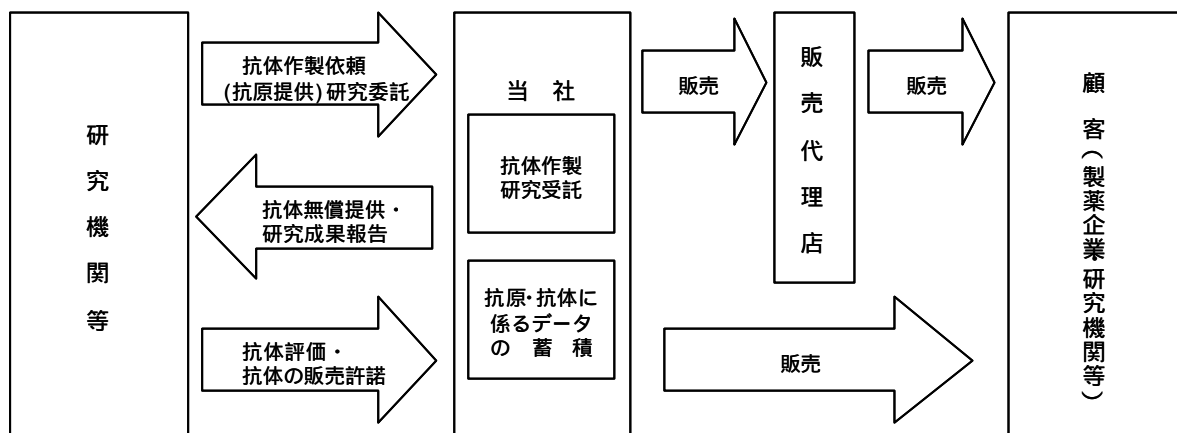 研究機関等
抗体作製依頼
(抗原提供)研究委託
抗体無償提供・
研究成果報告
抗体評価・
抗体の販売許諾
当 社
抗体作製
研究受託
抗原・抗体に
係るデータ
の 蓄 積
販売
販売代理店
販売
販売
顧客(製薬企業・研究機関等)